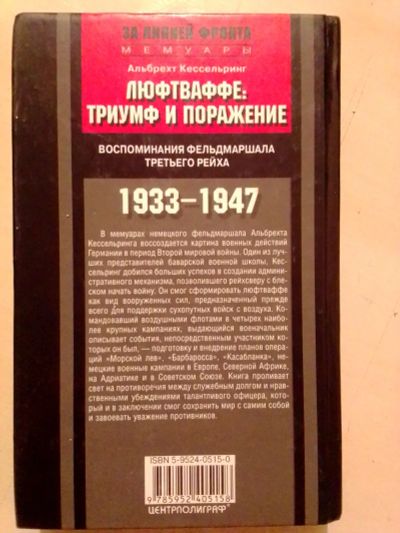 ЗА ЛИНИЕЙ ФРОНТА
МЕМУАРЫ
Альбрехт Кессельринг
ЛЮФТВАФФЕ:
ТРИУМФ И ПОРАЖЕНИЕ
ВОСПОМИНАНИЯ ФЕЛЬДМАРШАЛА
ТРЕТЬЕГО РЕЙХА
1933–1947
В мемуарах немецкого фельдмаршала Альбрехта
Кессельринга воссоздается картина военных действий
Германии в период Второй мировой войны. Один из луч-
ших представителей баварской военной школы, Кес-
сельринг добился больших успехов в создании админи-
стративного механизма, позволившего рейхсверу с бле-
ском начать войну. Он смог сформировать люфтваффе
как вид вооруженных сил, предназначенный прежде
всего для поддержки сухопутных войск с воздуха. Ко-
мандовавший воздушными флотами в четырех наибо-
лее крупных кампаниях, выдающийся военачальник
описывает события, непосредственным участником ко-
торых он был, — подготовку и внедрение планов опера-
ций «Морской лев», «Барбаросса», «Касабланка», не-
мецкие военные кампании в Европе, Северной Африке,
на Адриатике и в Советском Союзе. Книга проливает
свет на противоречия между служебным долгом и нра-
вственными убеждениями талантливого офицера, кото-
рый и в заключении смог сохранить мир с самим собой
и завоевать уважение противников.
ISBN 5-9524-0515-0
9 785952 405158
ЦЕНТРПОЛИГРАФ®